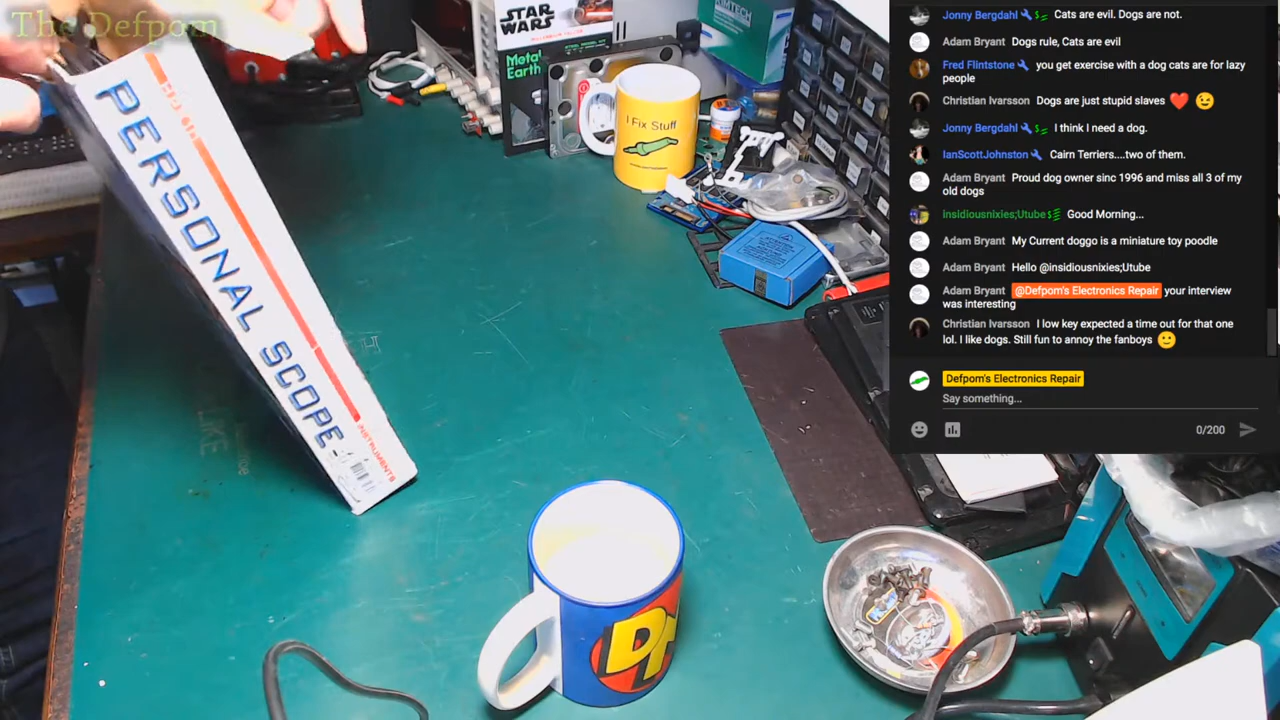 The Defpom
PERSONAL SCOPE
INSTRUMENTS
STAR
WARS
Metal
Earth
KIMTECH
I Fix Stuff
Jonny Bergdahl Cats are evil. Dogs are not.
Adam Bryant Dogs rule, Cats are evil
Fred Flintstone you get exercise with a dog cats are for lazy
people
Christian Ivarsson Dogs are just stupid slaves ❤️ 😉
Jonny Bergdahl I think I need a dog.
IanScottJohnston Cairn Terriers....two of them.
Adam Bryant Proud dog owner sinc 1996 and miss all 3 of my
old dogs
insidiousnixies;Utube Good Morning...
Adam Bryant My Current doggo is a miniature toy poodle
Adam Bryant Hello @insidiousnixies;Utube
Adam Bryant @Defpom's Electronics Repair your interview
was interesting
Christian Ivarsson I low key expected a time out for that one
lol. I like dogs. Still fun to annoy the fanboys 🙂
Defpom's Electronics Repair
Say something...
0/200